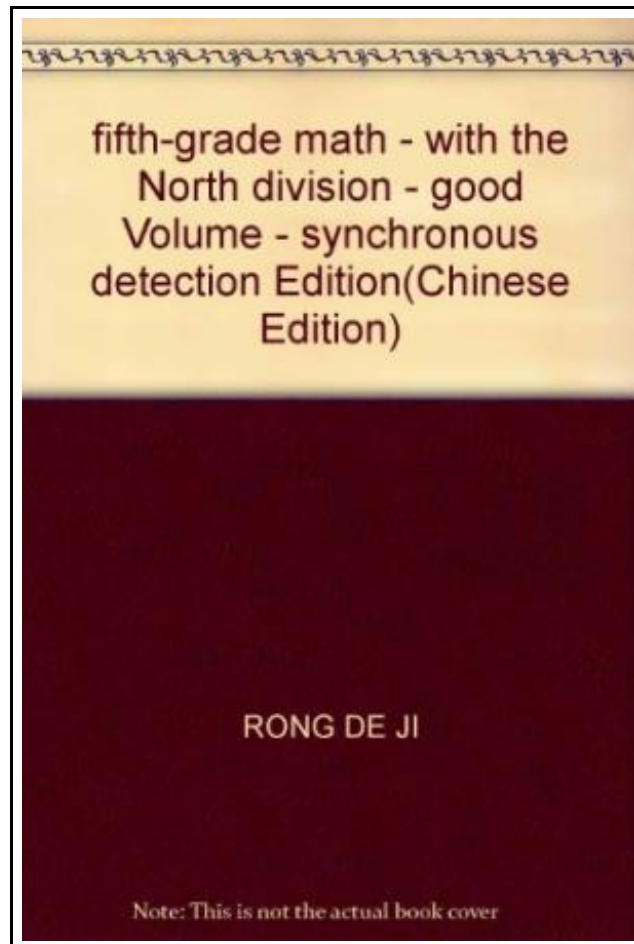 fifth-grade math - with the
North division - good
Volume - synchronous
detection Edition(Chinese
Edition)
RONG DE JI
Note: This is not the actual book cover